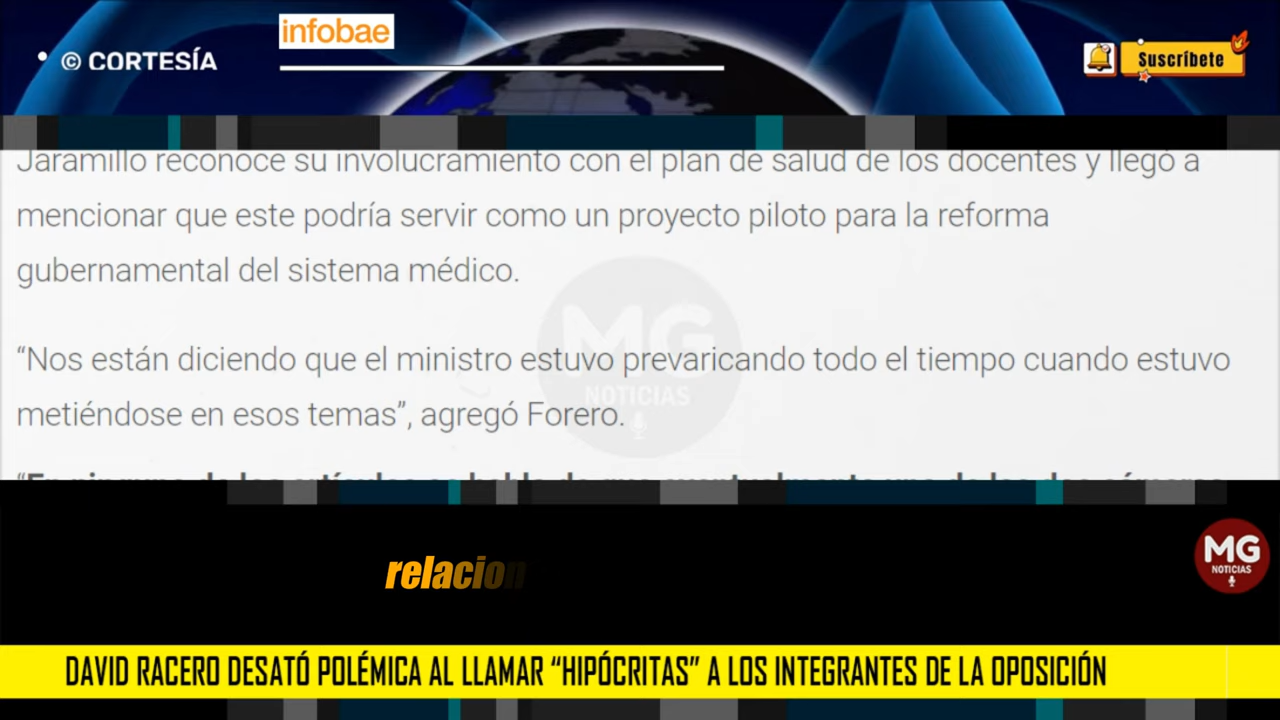 infobae
© CORTESÍA
Suscríbete
Jaramillo reconoce su involucramiento con el plan de salud de los docentes y llegó a
mencionar que este podría servir como un proyecto piloto para la reforma
gubernamental del sistema médico.
“Nos están diciendo que el ministro estuvo prevaricando todo el tiempo cuando estuvo
metiéndose en esos temas”, agregó Forero.
MG
NOTICIAS
relacion
MG
NOTICIAS
DAVID RACERO DESATÓ POLÉMICA AL LLAMAR “HIPÓCRITAS” A LOS INTEGRANTES DE LA OPOSICIÓN